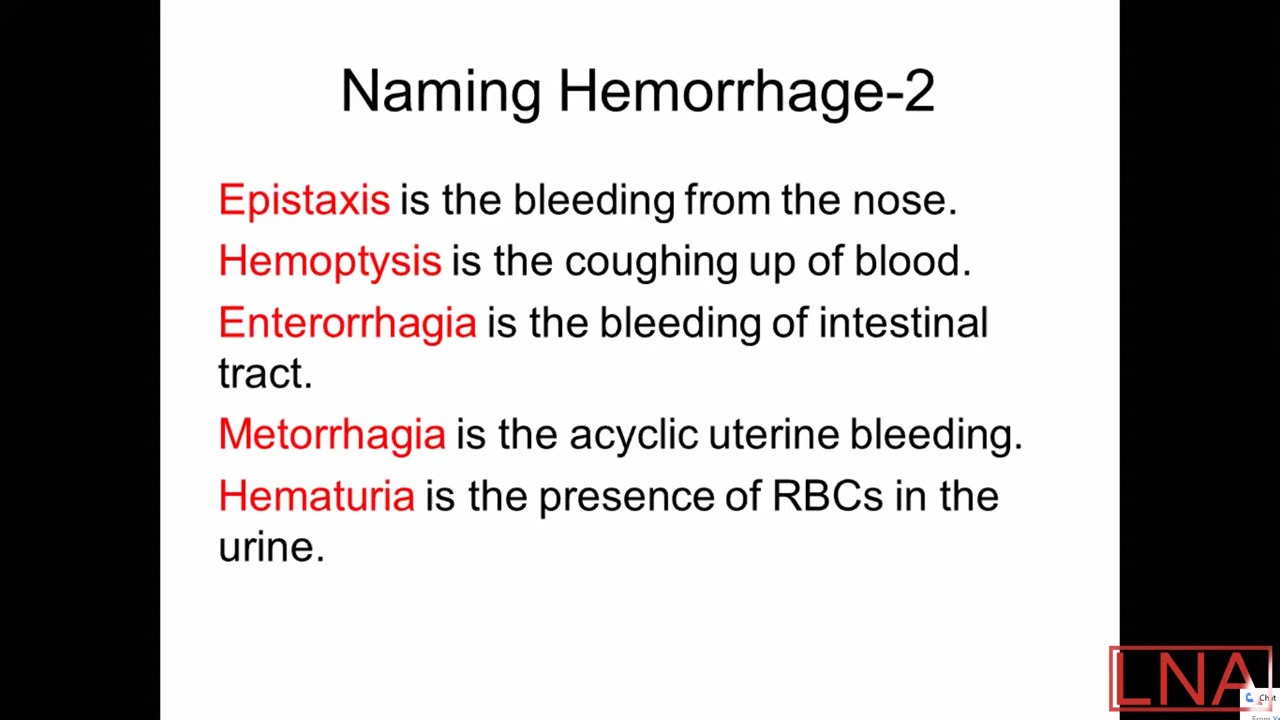 Naming Hemorrhage-2
Epistaxis is the bleeding from the nose.
Hemoptysis is the coughing up of blood.
Enterorrhagia is the bleeding of intestinal
tract.
Metorrhagia is the acyclic uterine bleeding.
Hematuria is the presence of RBCs in the
urine.
LNA
Chat
From